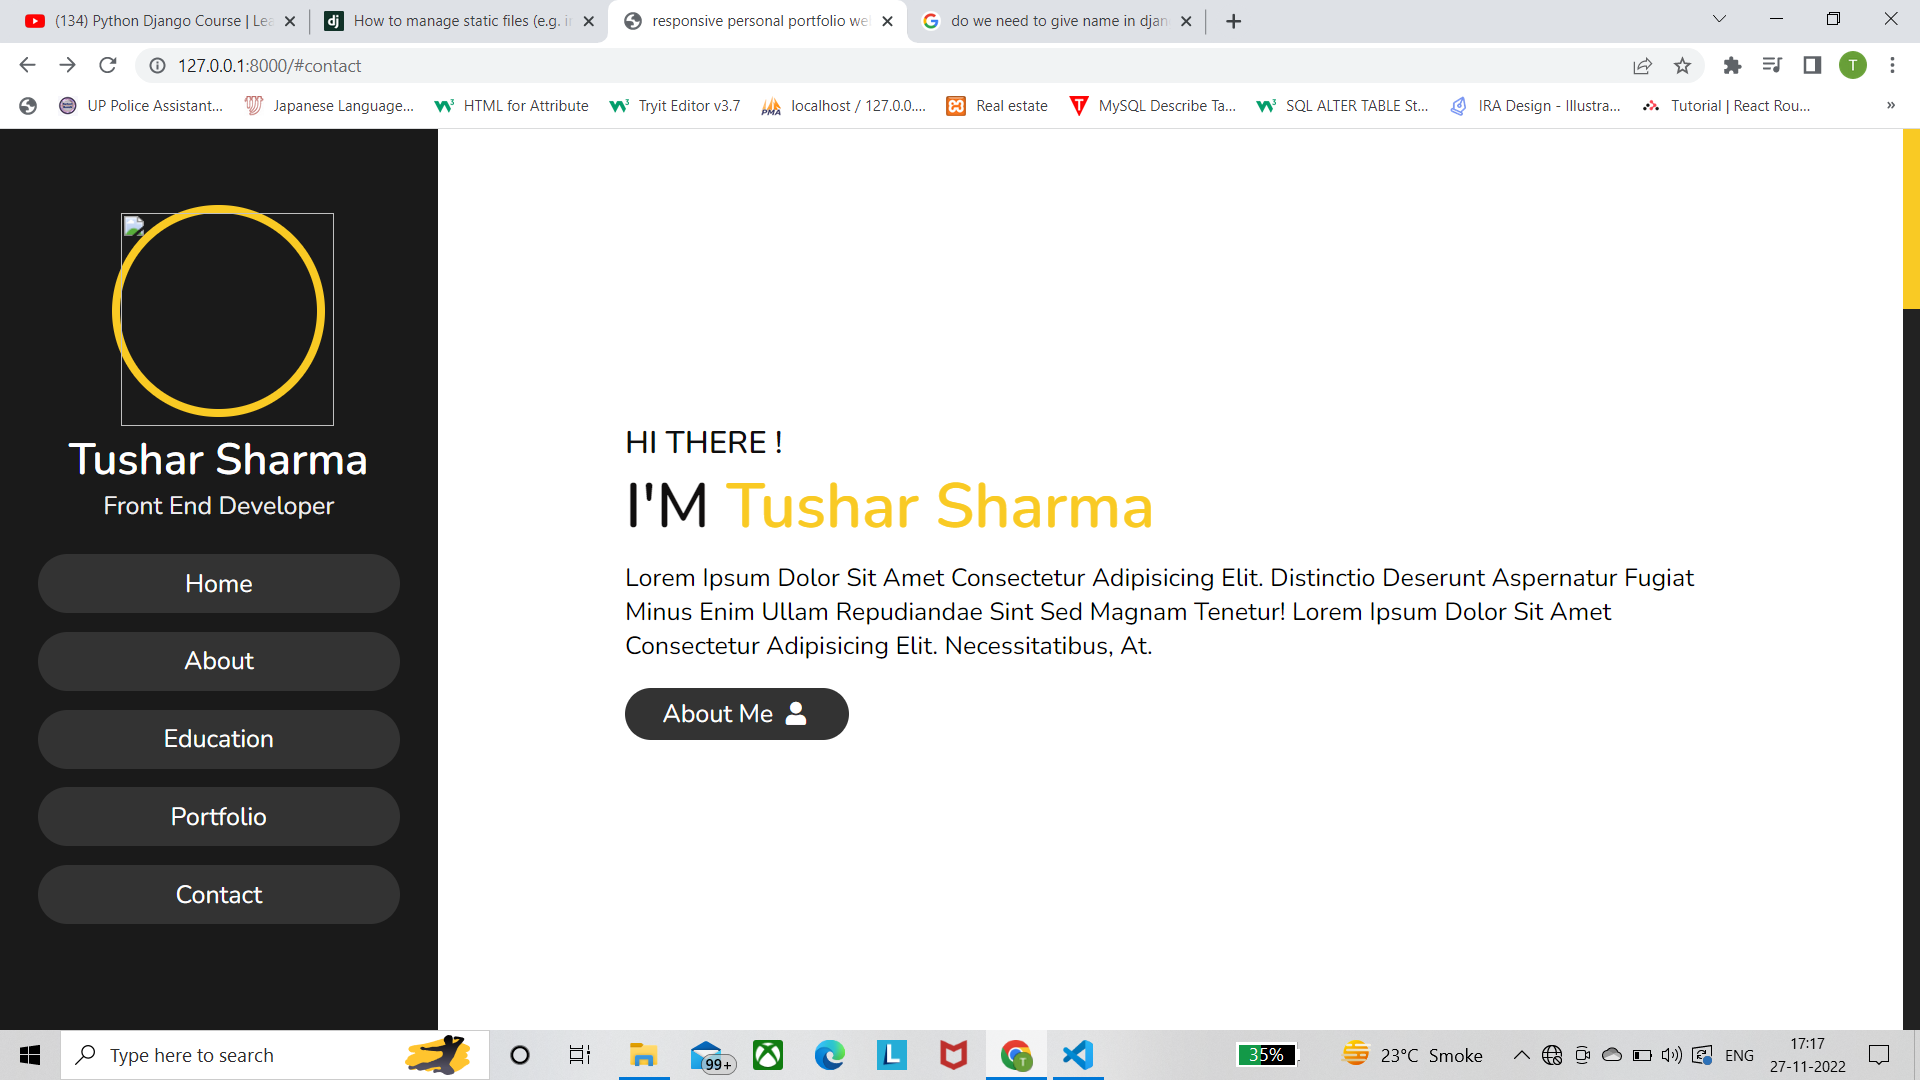 (134) Python Django Course | Lea
How to manage static files (e.g. i
responsive personal portfolio we
do we need to give name in djan
127.0.0.1:8000/#contact
T
UP Police Assistant...
Japanese Language...
HTML for Attribute
Tryit Editor v3.7
localhost / 127.0.0....
Real estate
MySQL Describe Ta...
SQL ALTER TABLE St...
IRA Design - Illustra...
Tutorial | React Rou...
»
Tushar Sharma
Front End Developer
Home
About
Education
Portfolio
Contact
HI THERE !
I'M Tushar Sharma
Lorem Ipsum Dolor Sit Amet Consectetur Adipisicing Elit. Distinctio Deserunt Aspernatur Fugiat
Minus Enim Ullam Repudiandae Sint Sed Magnam Tenetur! Lorem Ipsum Dolor Sit Amet
Consectetur Adipisicing Elit. Necessitatibus, At.
About Me
Type here to search
99+
L
T
35%
23°C Smoke
ENG
17:17
27-11-2022